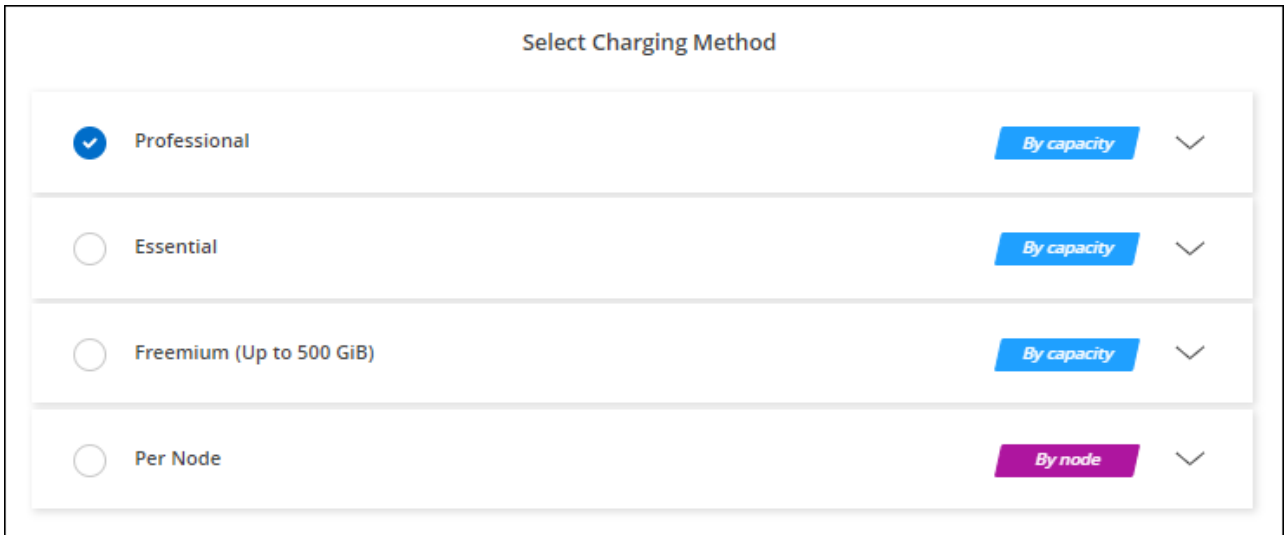 Select Charging Method
Professional By capacity
Essential By capacity
Freemium (Up to 500 GiB) By capacity
Per Node By node